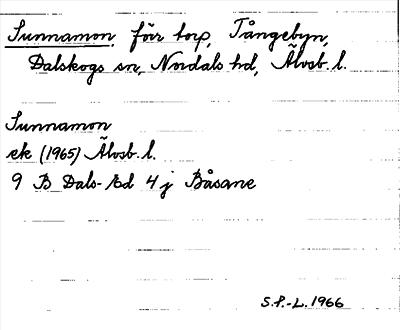 Sunnamon, förr torp, Tångebyn,
Dalskogs sn, Nordals hd, Älvsb. l.
Sunnamon
ek (1965) Älvsb. l.
9 B Dals-Ed 4 j Båsane
S.F.-L. 1966